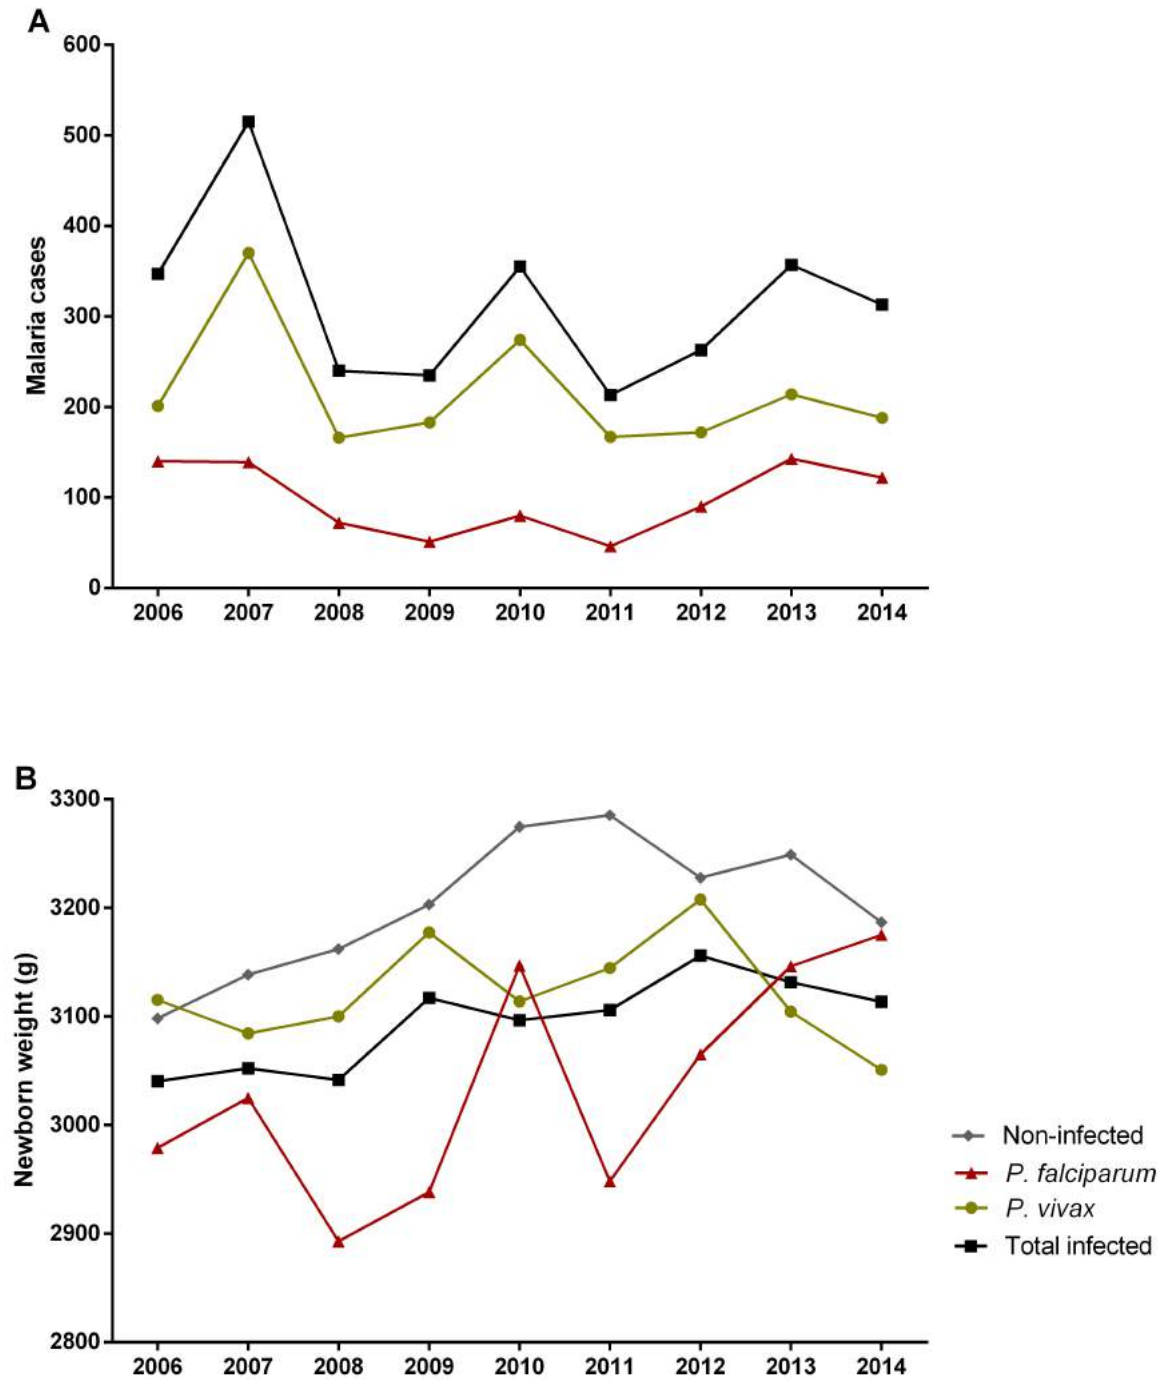 A
600
500
400
300
200
100
0
Malaria cases
2006 2007 2008 2009 2010 2011 2012 2013 2014
B
3300
3200
3100
3000
2900
2800
Newborn weight (g)
2006 2007 2008 2009 2010 2011 2012 2013 2014
Non-infected
P. falciparum
P. vivax
Total infected